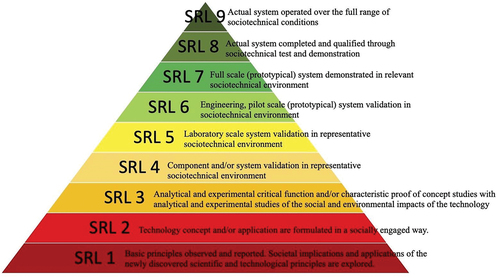 SRL 9 Actual system operated over the full range of
sociotechnical conditions
SRL 8 Actual system completed and qualified through
sociotechnical test and demonstration
SRL 7 Full scale (prototypical) system demonstrated in relevant
sociotechnical environment
SRL 6 Engineering, pilot scale (prototypical) system validation in
sociotechnical environment
SRL 5 Laboratory scale system validation in representative
sociotechnical environment
SRL 4 Component and/or system validation in representative
sociotechnical environment
SRL 3 Analytical and experimental critical function and/or characteristic proof of concept studies with
analytical and experimental studies of the social and environmental impacts of the technology
SRL 2 Technology concept and/or application are formulated in a socially engaged way.
SRL 1 Basic principles observed and reported. Societal implications and applications of the
newly discovered scientific and technological principles are explored.